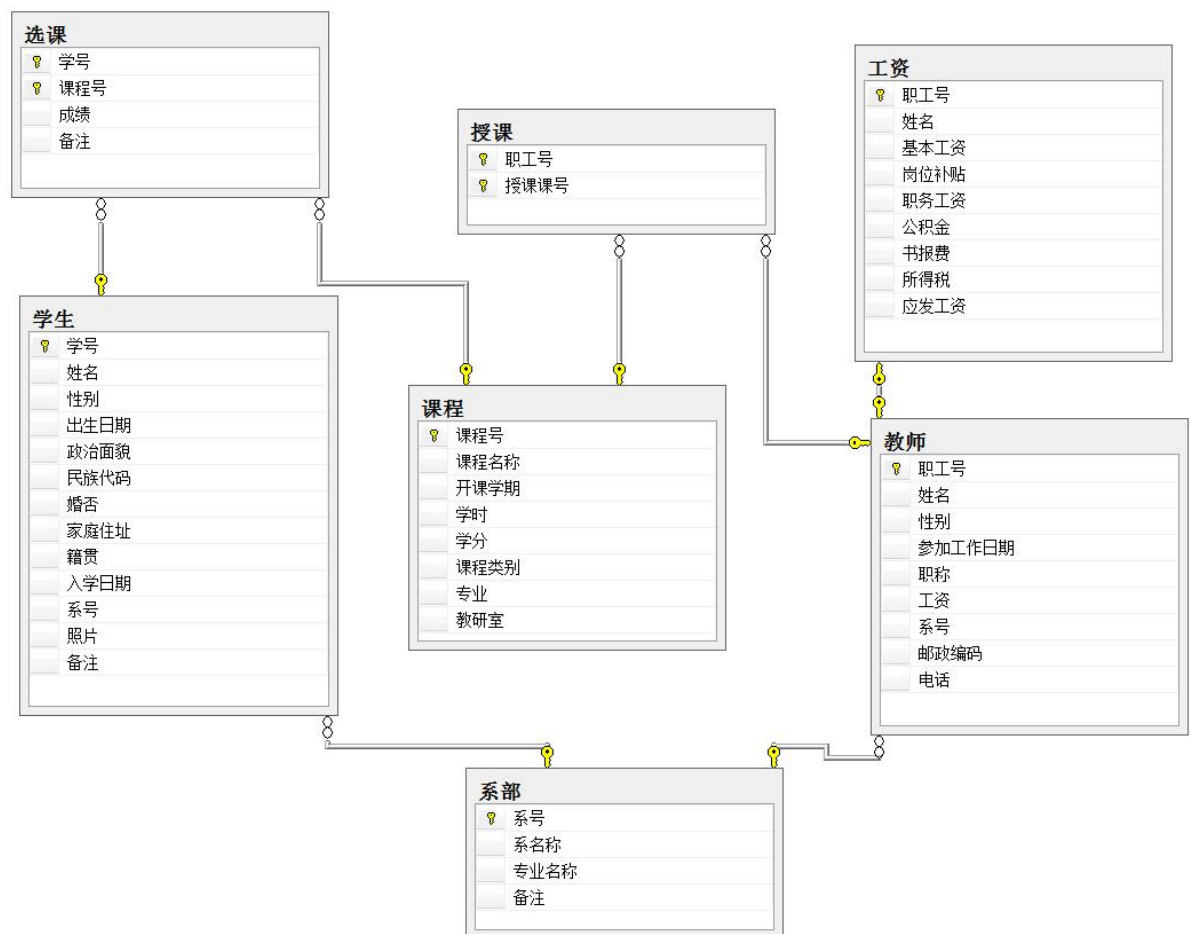 选课
学号
课程号
成绩
备注
授课
职工号
授课课号
工资
职工号
姓名
基本工资
岗位补贴
职务工资
公积金
书报费
所得税
应发工资
学生
学号
姓名
性别
出生日期
政治面貌
民族代码
婚否
家庭住址
籍贯
入学日期
系号
照片
备注
课程
课程号
课程名称
开课学期
学时
学分
课程类别
专业
教研室
教师
职工号
姓名
性别
参加工作日期
职称
工资
系号
邮政编码
电话
系部
系号
系名称
专业名称
备注